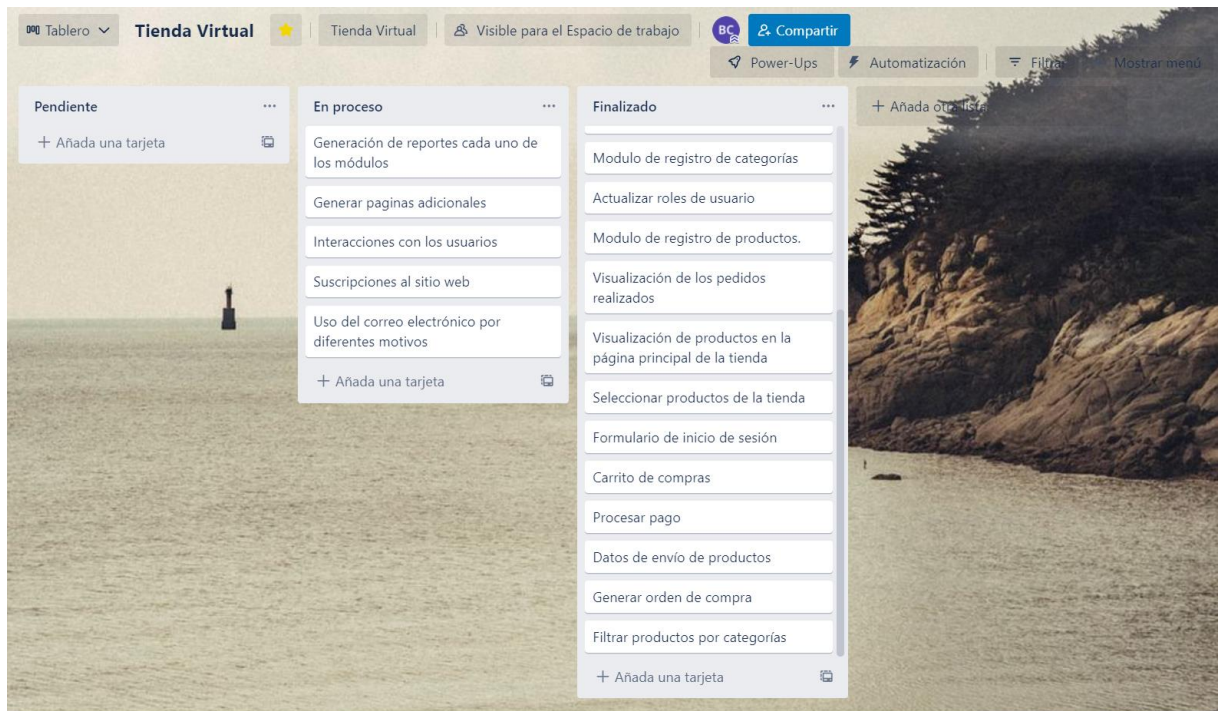 Tablero
Tienda Virtual
Tienda Virtual
Visible para el Espacio de trabajo
BC
Compartir
Power-Ups
Automatización
Filtrar
Mostrar menú
Pendiente
+ Añada una tarjeta
En proceso
Generación de reportes cada uno de
los módulos
Generar paginas adicionales
Interacciones con los usuarios
Suscripciones al sitio web
Uso del correo electrónico por
diferentes motivos
+ Añada una tarjeta
Finalizado
Modulo de registro de categorías
Actualizar roles de usuario
Modulo de registro de productos.
Visualización de los pedidos
realizados
Visualización de productos en la
página principal de la tienda
Seleccionar productos de la tienda
Formulario de inicio de sesión
Carrito de compras
Procesar pago
Datos de envío de productos
Generar orden de compra
Filtrar productos por categorías
+ Añada una tarjeta
+ Añada otra lista